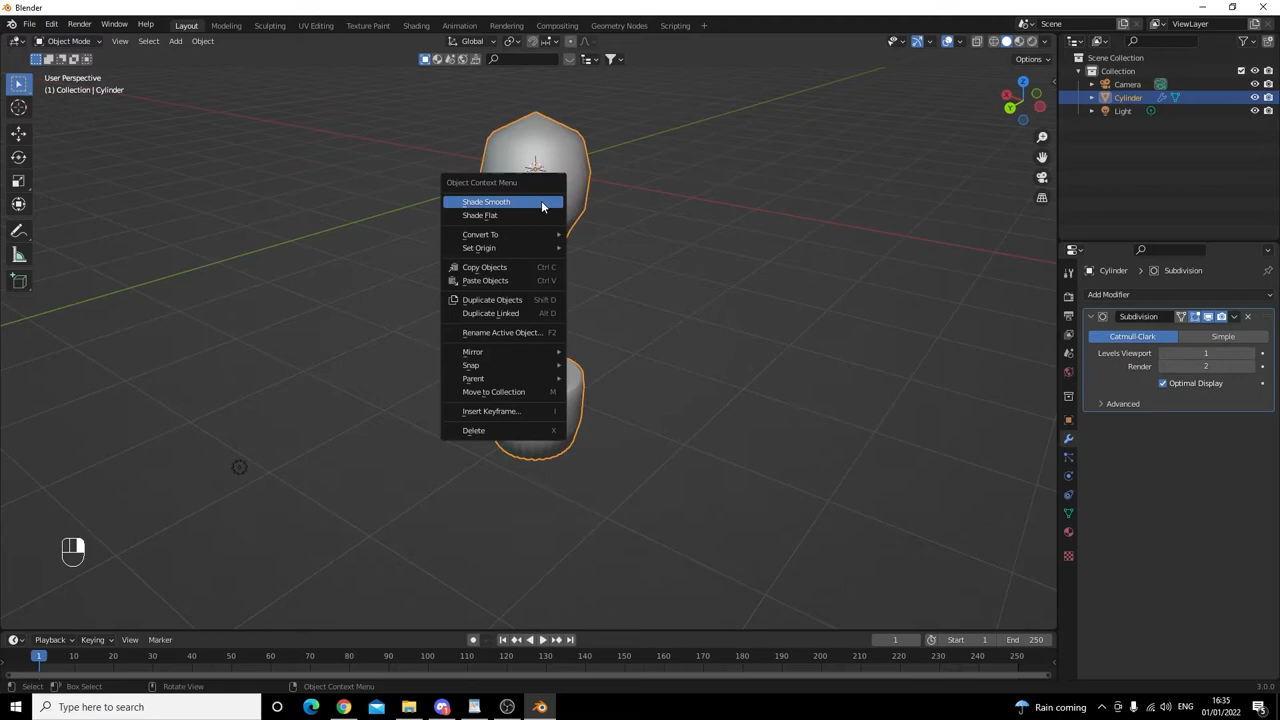 Blender
File Edit Render Window Help Layout Modeling Sculpting UV Editing Texture Paint Shading Animation Rendering Compositing Geometry Nodes Scripting + Scene ViewLayer
Object Mode View Select Add Object Global
Options
User Perspective
(1) Collection | Cylinder
Scene Collection
Collection
Camera
Cylinder
Light
X
Y
Z
Object Context Menu
Shade Smooth
Shade Flat
Convert To
Set Origin
Copy Objects Ctrl C
Paste Objects Ctrl V
Duplicate Objects Shift D
Duplicate Linked Alt D
Rename Active Object... F2
Mirror
Snap
Parent
Move to Collection M
Insert Keyframe... I
Delete X
Cylinder > Subdivision
Add Modifier
Subdivision
Catmull-Clark Simple
Levels Viewport 1
Render 2
Optimal Display
Advanced
Playback Keying View Marker 1 Start 1 End 250
1 10 20 30 40 50 60 70 80 90 100 110 120 130 140 150 160 170 180 190 200 210 220 230 240 250
Select Box Select Rotate View Object Context Menu 3.0.0
Type here to search
Rain coming
16:35
01/01/2022